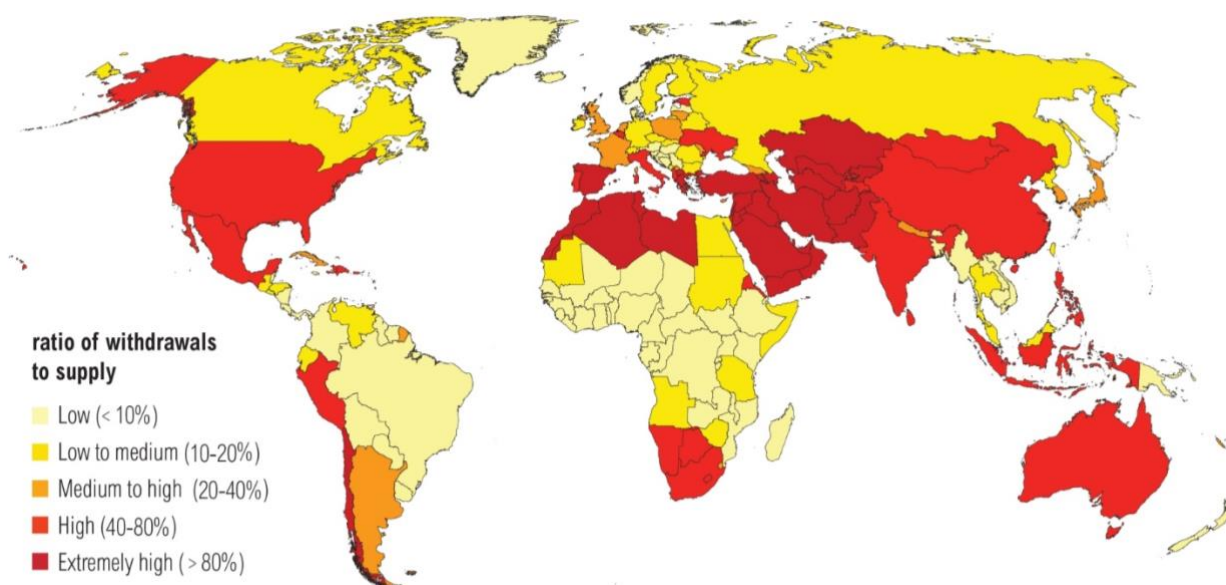 ratio of withdrawals
to supply
Low (< 10%)
Low to medium (10-20%)
Medium to high (20-40%)
High (40-80%)
Extremely high (> 80%)